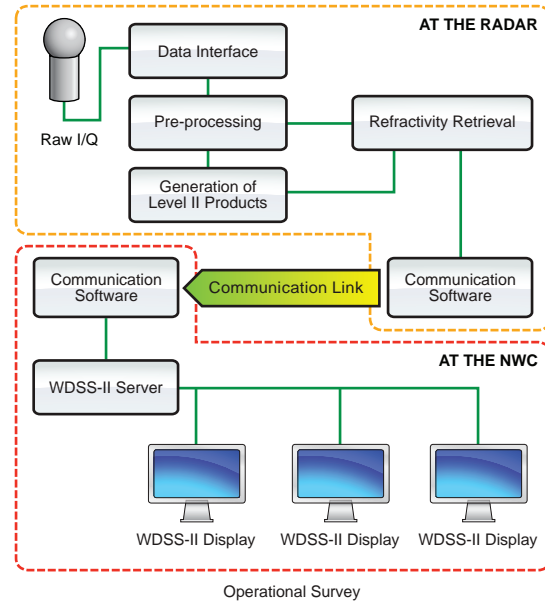 AT THE RADAR
Data Interface
Raw I/Q
Pre-processing
Refractivity Retrieval
Generation of
Level II Products
Communication
Software
Communication Link
Communication
Software
AT THE NWC
WDSS-II Server
WDSS-II Display
WDSS-II Display
WDSS-II Display
Operational Survey